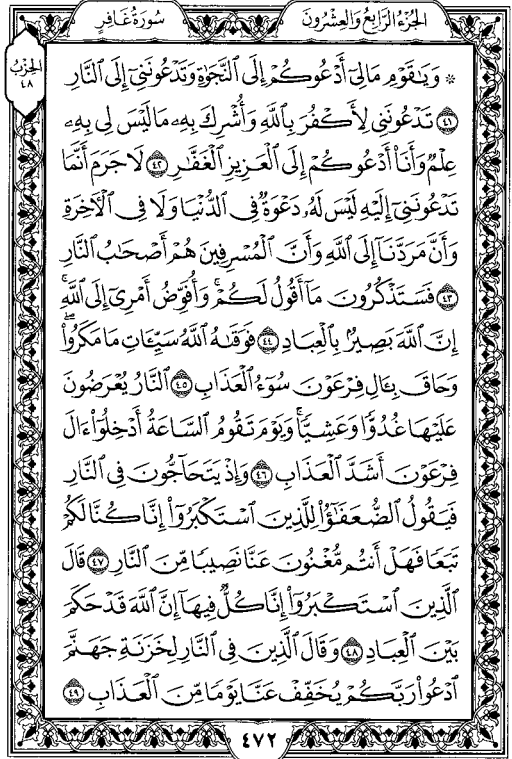 الجزء الرابع والعشرون
سورة غافر
الحزب
٤٨
۞ وَيَٰقَوْمِ مَالِيٓ أَدْعُوكُمْ إِلَى ٱلنَّجَوٰةِ وَتَدْعُونَنِيٓ إِلَى ٱلنَّارِ
٤١ تَدْعُونَنِي لِأَكْفُرَ بِٱللَّهِ وَأُشْرِكَ بِهِۦ مَا لَيْسَ لِي بِهِۦ
عِلْمٌ وَأَنَا۠ أَدْعُوكُمْ إِلَى ٱلْعَزِيزِ ٱلْغَفَّٰرِ ٤٢ لَا جَرَمَ أَنَّمَا
تَدْعُونَنِيٓ إِلَيْهِ لَيْسَ لَهُۥ دَعْوَةٌ فِي ٱلدُّنْيَا وَلَا فِي ٱلْأٓخِرَةِ
وَأَنَّ مَرَدَّنَآ إِلَى ٱللَّهِ وَأَنَّ ٱلْمُسْرِفِينَ هُمْ أَصْحَٰبُ ٱلنَّارِ
٤٣ فَسَتَذْكُرُونَ مَآ أَقُولُ لَكُمْۚ وَأُفَوِّضُ أَمْرِيٓ إِلَى ٱللَّهِۚ
إِنَّ ٱللَّهَ بَصِيرٌۢ بِٱلْعِبَادِ ٤٤ فَوَقَىٰهُ ٱللَّهُ سَيِّـَٔاتِ مَا مَكَرُوا۟ۖ
وَحَاقَ بِـَٔالِ فِرْعَوْنَ سُوٓءُ ٱلْعَذَابِ ٤٥ ٱلنَّارُ يُعْرَضُونَ
عَلَيْهَا غُدُوًّا وَعَشِيًّاۚ وَيَوْمَ تَقُومُ ٱلسَّاعَةُ أَدْخِلُوٓا۟ ءَالَ
فِرْعَوْنَ أَشَدَّ ٱلْعَذَابِ ٤٦ وَإِذْ يَتَحَآجُّونَ فِي ٱلنَّارِ
فَيَقُولُ ٱلضُّعَفَٰٓؤُا۟ لِلَّذِينَ ٱسْتَكْبَرُوٓا۟ إِنَّا كُنَّا لَكُمْ
تَبَعًا فَهَلْ أَنتُم مُّغْنُونَ عَنَّا نَصِيبًا مِّنَ ٱلنَّارِ ٤٧ قَالَ
ٱلَّذِينَ ٱسْتَكْبَرُوٓا۟ إِنَّا كُلٌّ فِيهَآ إِنَّ ٱللَّهَ قَدْ حَكَمَ
بَيْنَ ٱلْعِبَادِ ٤٨ وَقَالَ ٱلَّذِينَ فِي ٱلنَّارِ لِخَزَنَةِ جَهَنَّمَ
ٱدْعُوا۟ رَبَّكُمْ يُخَفِّفْ عَنَّا يَوْمًا مِّنَ ٱلْعَذَابِ ٤٩
٤٧٢